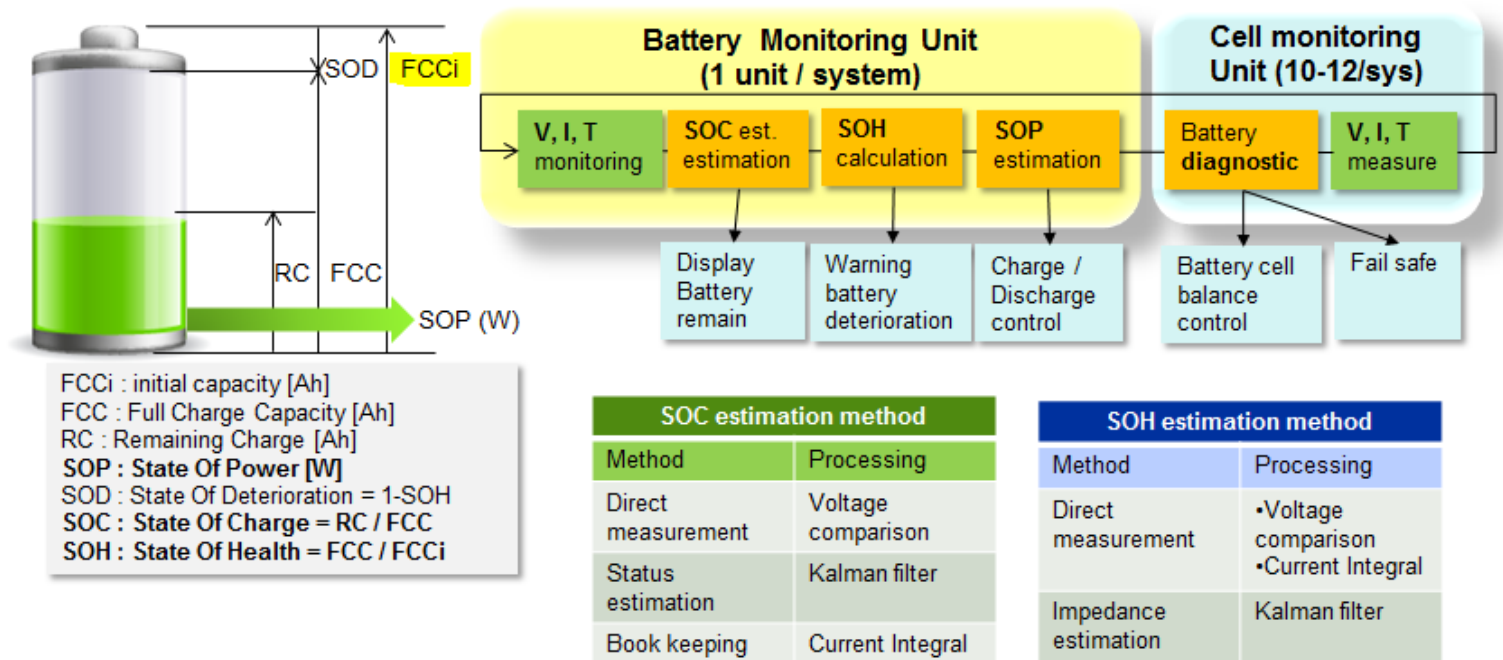 SOD
FCCi
RC
FCC
SOP (W)
FCCi : initial capacity [Ah]
FCC : Full Charge Capacity [Ah]
RC : Remaining Charge [Ah]
SOP : State Of Power [W]
SOD : State Of Deterioration = 1-SOH
SOC : State Of Charge = RC / FCC
SOH : State Of Health = FCC / FCCi
Battery Monitoring Unit
(1 unit / system)
Cell monitoring
Unit (10-12/sys)
V, I, T
monitoring
SOC est.
estimation
SOH
calculation
SOP
estimation
Battery
diagnostic
V, I, T
measure
Display
Battery
remain
Warning
battery
deterioration
Charge /
Discharge
control
Battery cell
balance
control
Fail safe
SOC estimation method
Method
Processing
Direct
measurement
Voltage
comparison
Status
estimation
Kalman filter
Book keeping
Current Integral
SOH estimation method
Method
Processing
Direct
measurement
•Voltage
comparison
•Current Integral
Impedance
estimation
Kalman filter